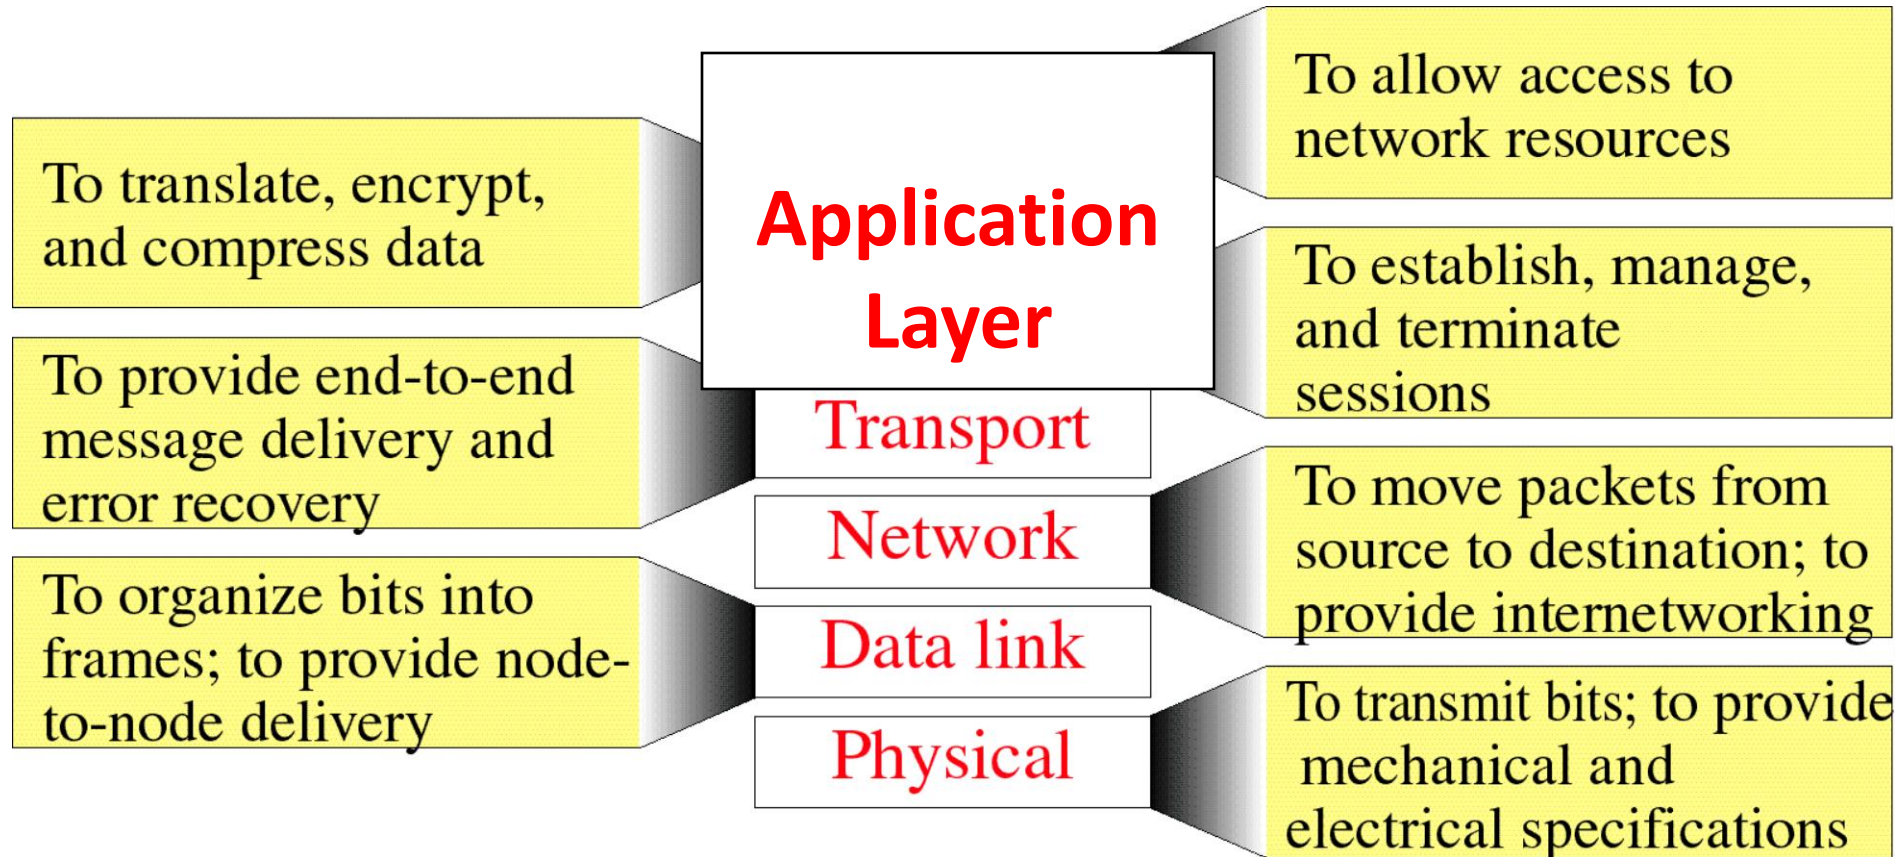 To allow access to
network resources
To translate, encrypt,
and compress data
Application
Layer
To establish, manage,
and terminate
sessions
To provide end-to-end
message delivery and
error recovery
Transport
To move packets from
source to destination; to
provide internetworking
Network
To organize bits into
frames; to provide node-
to-node delivery
Data link
To transmit bits; to provide
mechanical and
electrical specifications
Physical